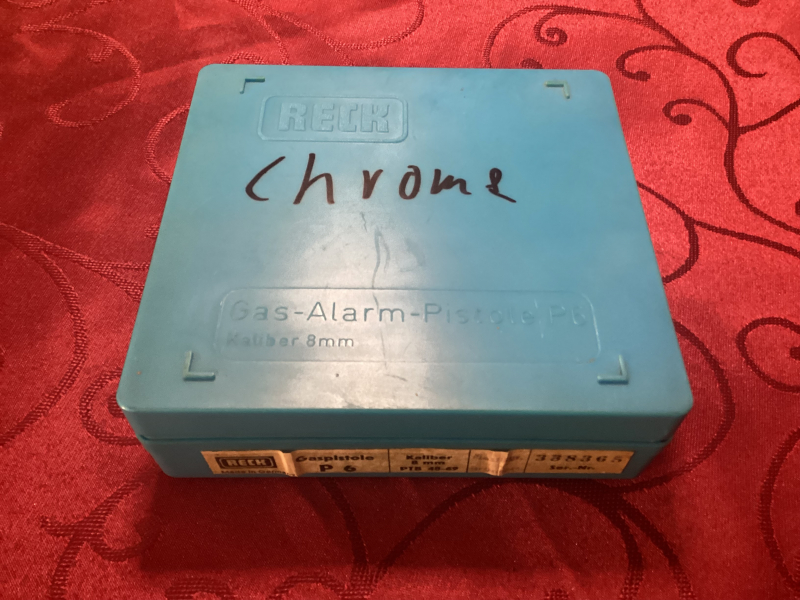 RECK
Chrome
Gas-Alarm-Pistole P6
Kaliber 8mm
RECK Gaspistole Kaliber 338365
P 6 8 mm Ser.-Nr.
PTB